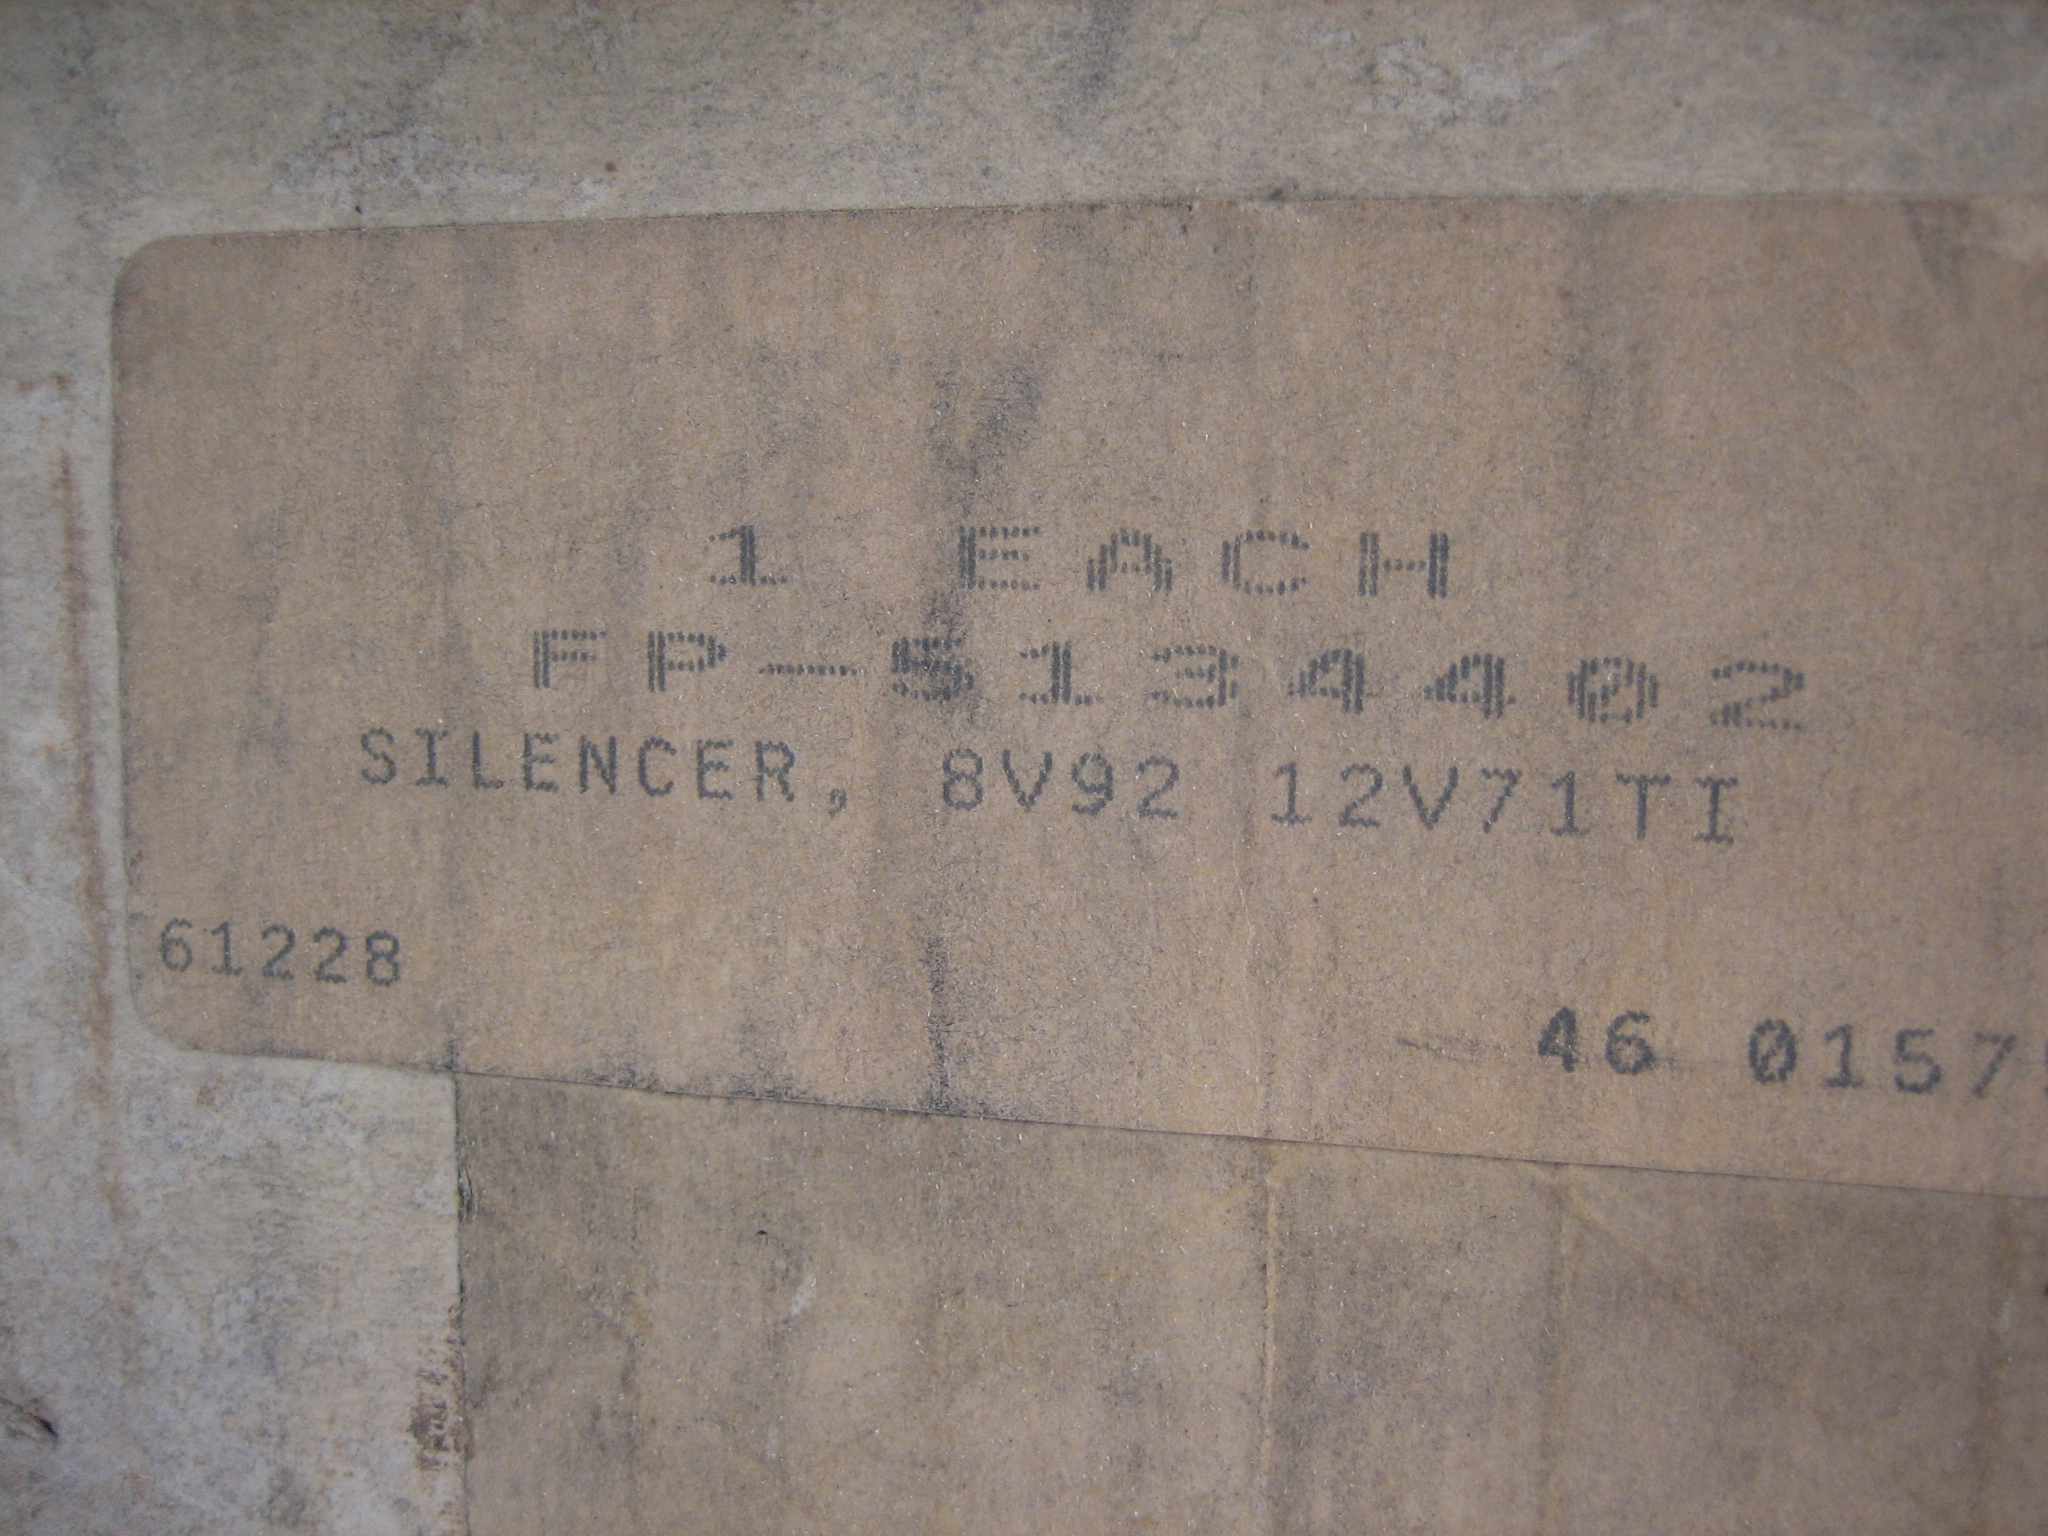 1 EACH
FP-5134402
SILENCER, 8V92 12V71TI
61228
46 0157